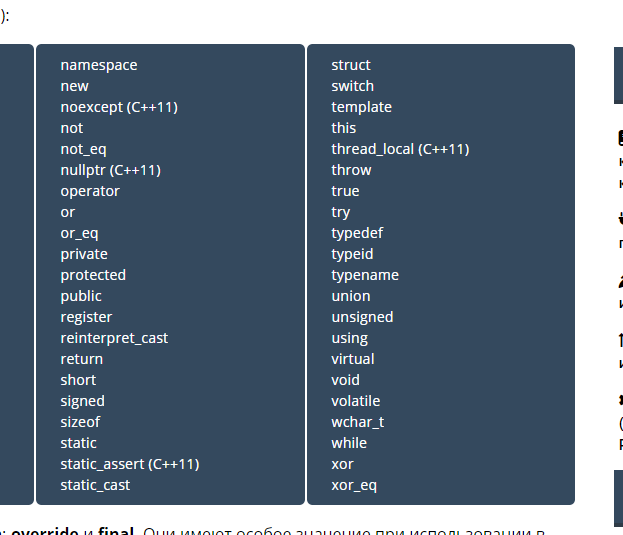 ):
namespace
new
noexcept (C++11)
not
not_eq
nullptr (C++11)
operator
or
or_eq
private
protected
public
register
reinterpret_cast
return
short
signed
sizeof
static
static_assert (C++11)
static_cast
struct
switch
template
this
thread_local (C++11)
throw
true
try
typedef
typeid
typename
union
unsigned
using
virtual
void
volatile
wchar_t
while
xor
xor_eq
: override и final. Они имеют особое значение при использовании в